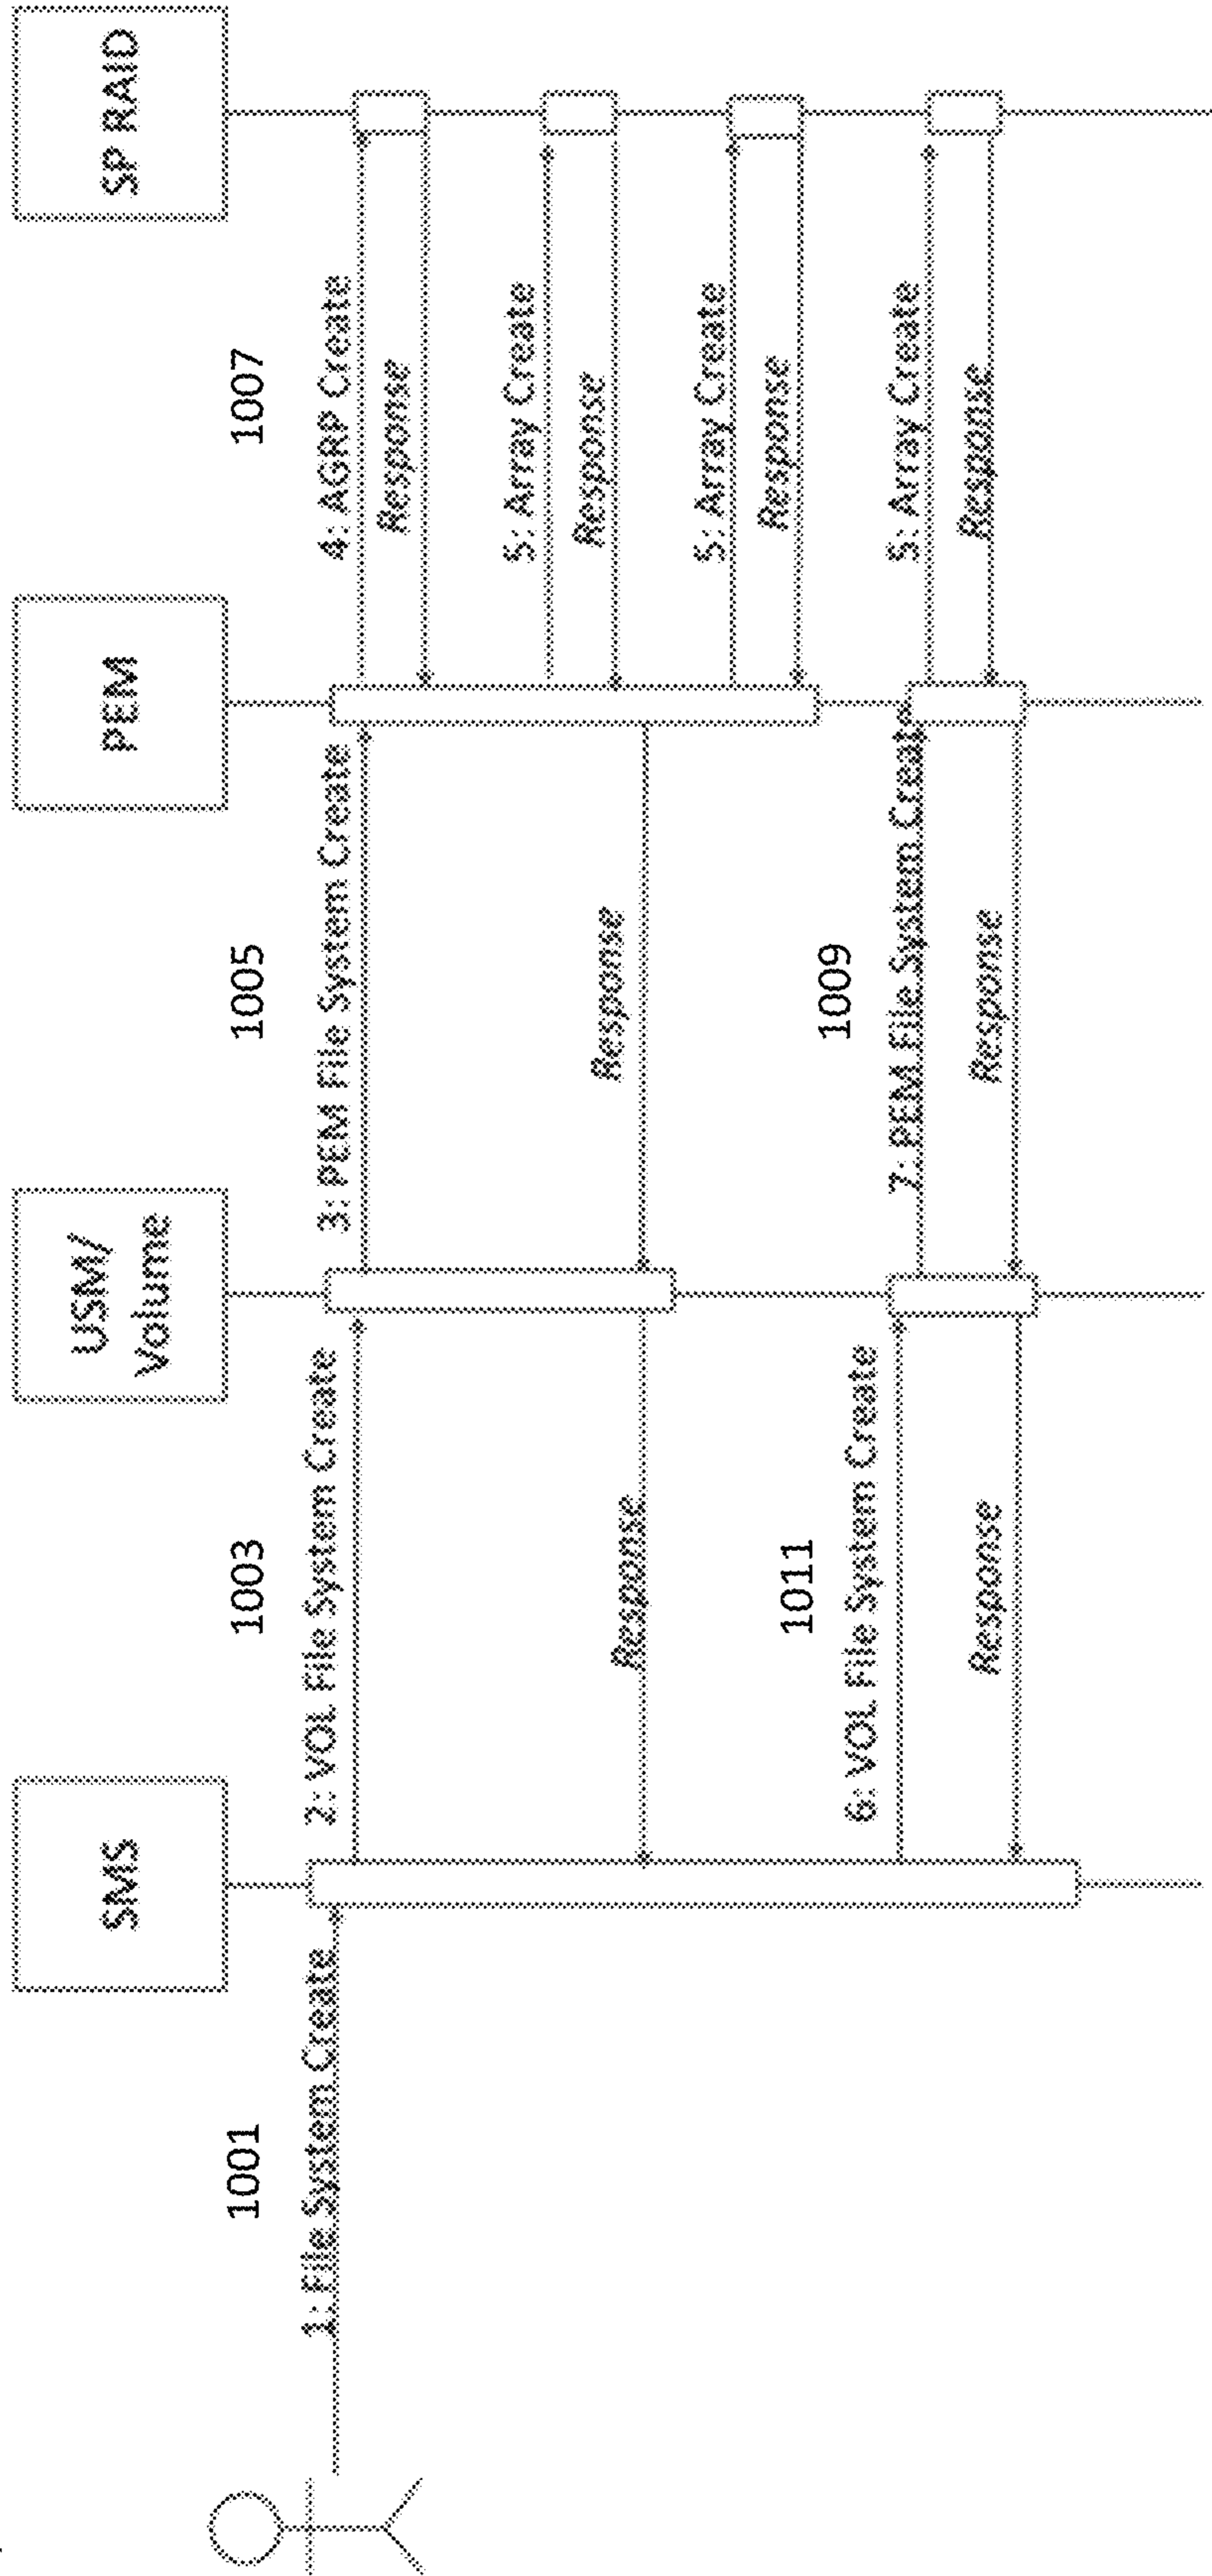 SMS
USM/
Volume
PEM
SP RAID
1001
1003
1005
1007
1: File System Create
2: VOL File System Create
3: PEM File System Create
4: AGRP Create
Response
5: Array Create
Response
Response
Response
5: Array Create
Response
1011
1009
6: VOL File System Create
7: PEM File System Create
5: Array Create
Response
Response
Response